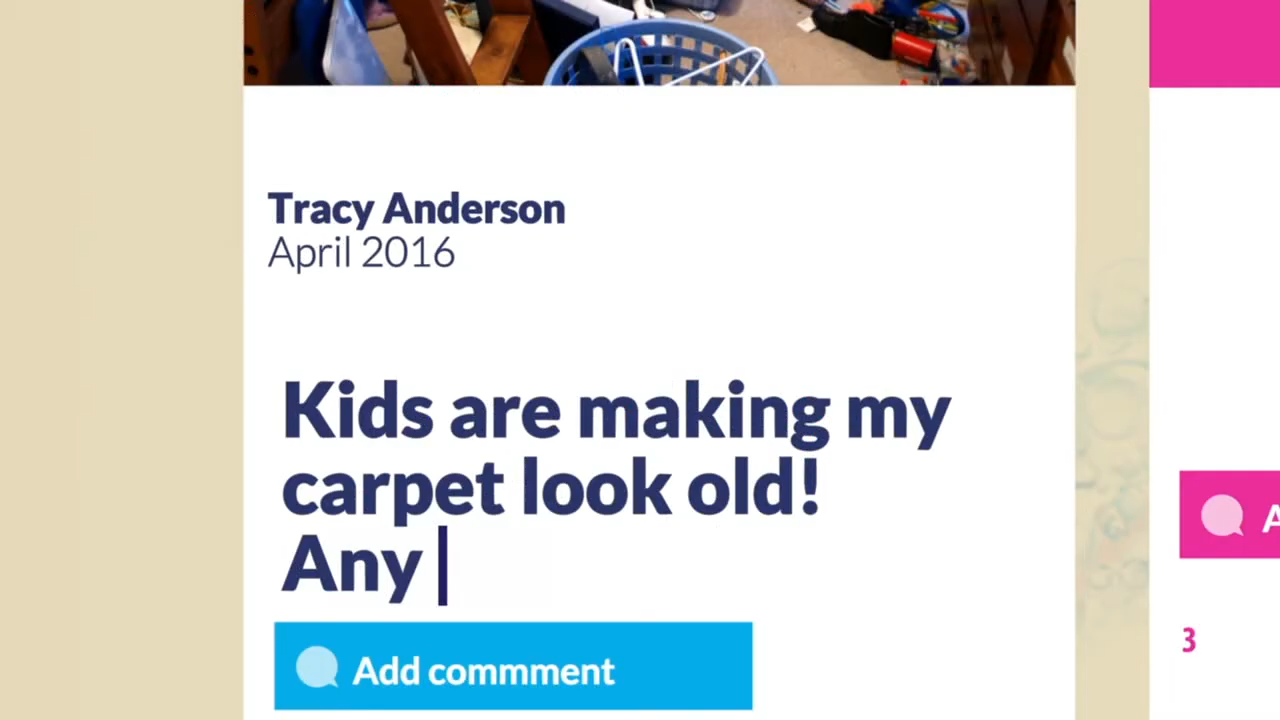 Tracy Anderson
April 2016
Kids are making my
carpet look old!
Any
Add commment
A
3